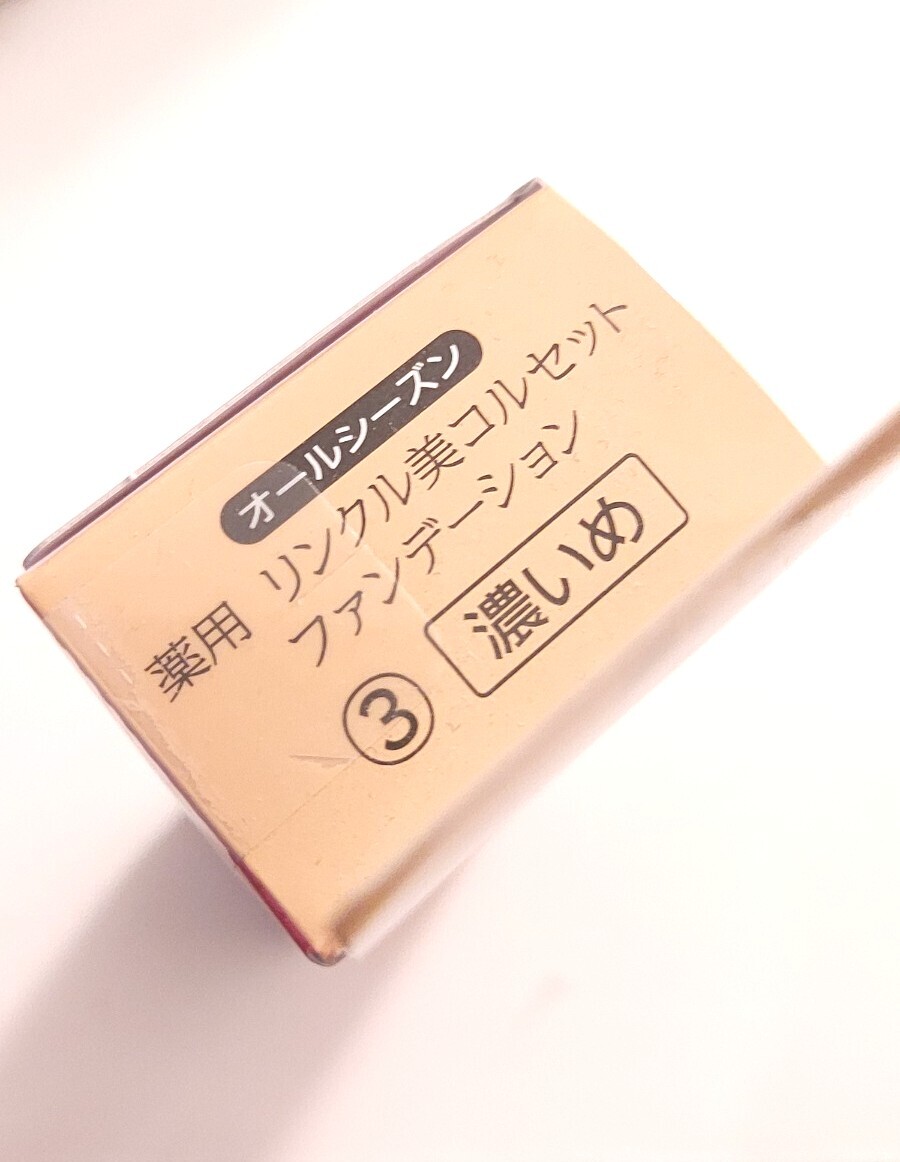 オールシーズン
薬用 リンクル美コルセット
ファンデーション
③ 濃いめ